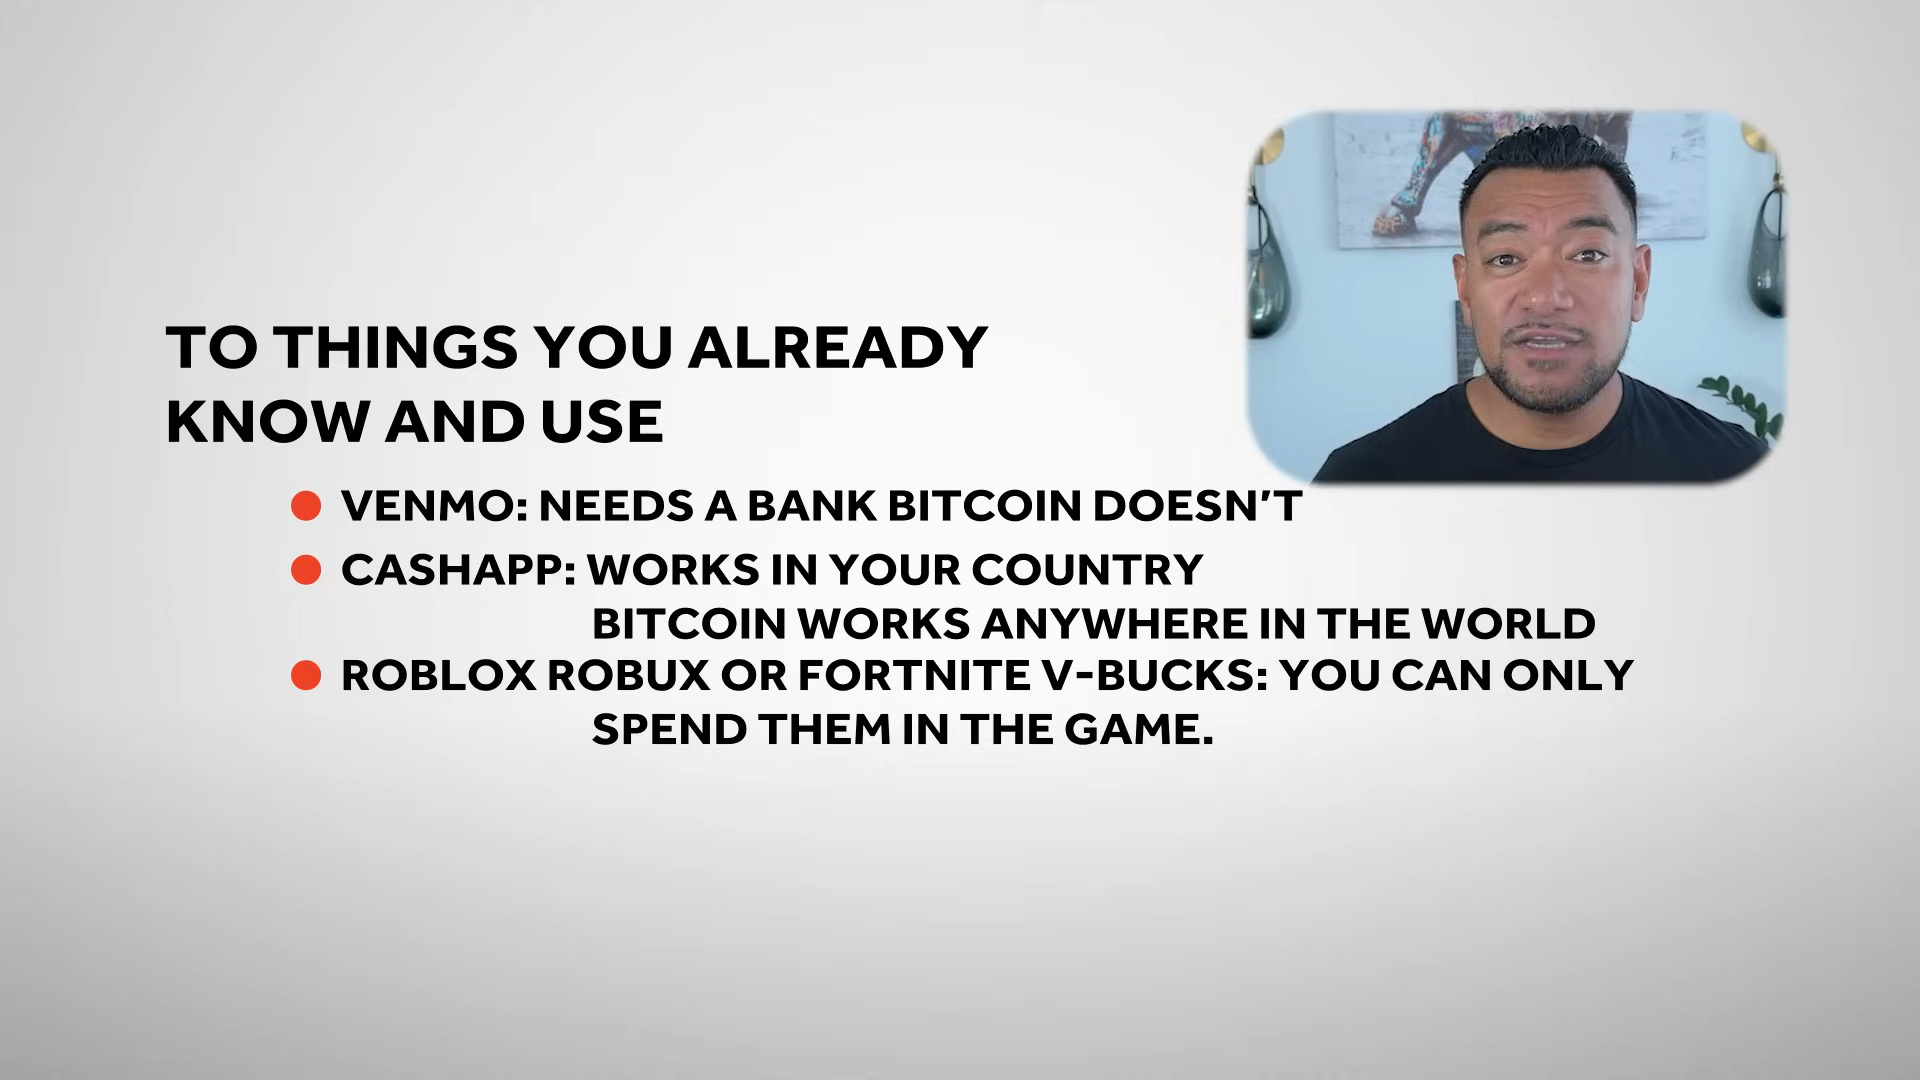 TO THINGS YOU ALREADY
KNOW AND USE
VENMO: NEEDS A BANK BITCOIN DOESN'T
CASHAPP: WORKS IN YOUR COUNTRY
BITCOIN WORKS ANYWHERE IN THE WORLD
ROBLOX ROBUX OR FORTNITE V-BUCKS: YOU CAN ONLY
SPEND THEM IN THE GAME.